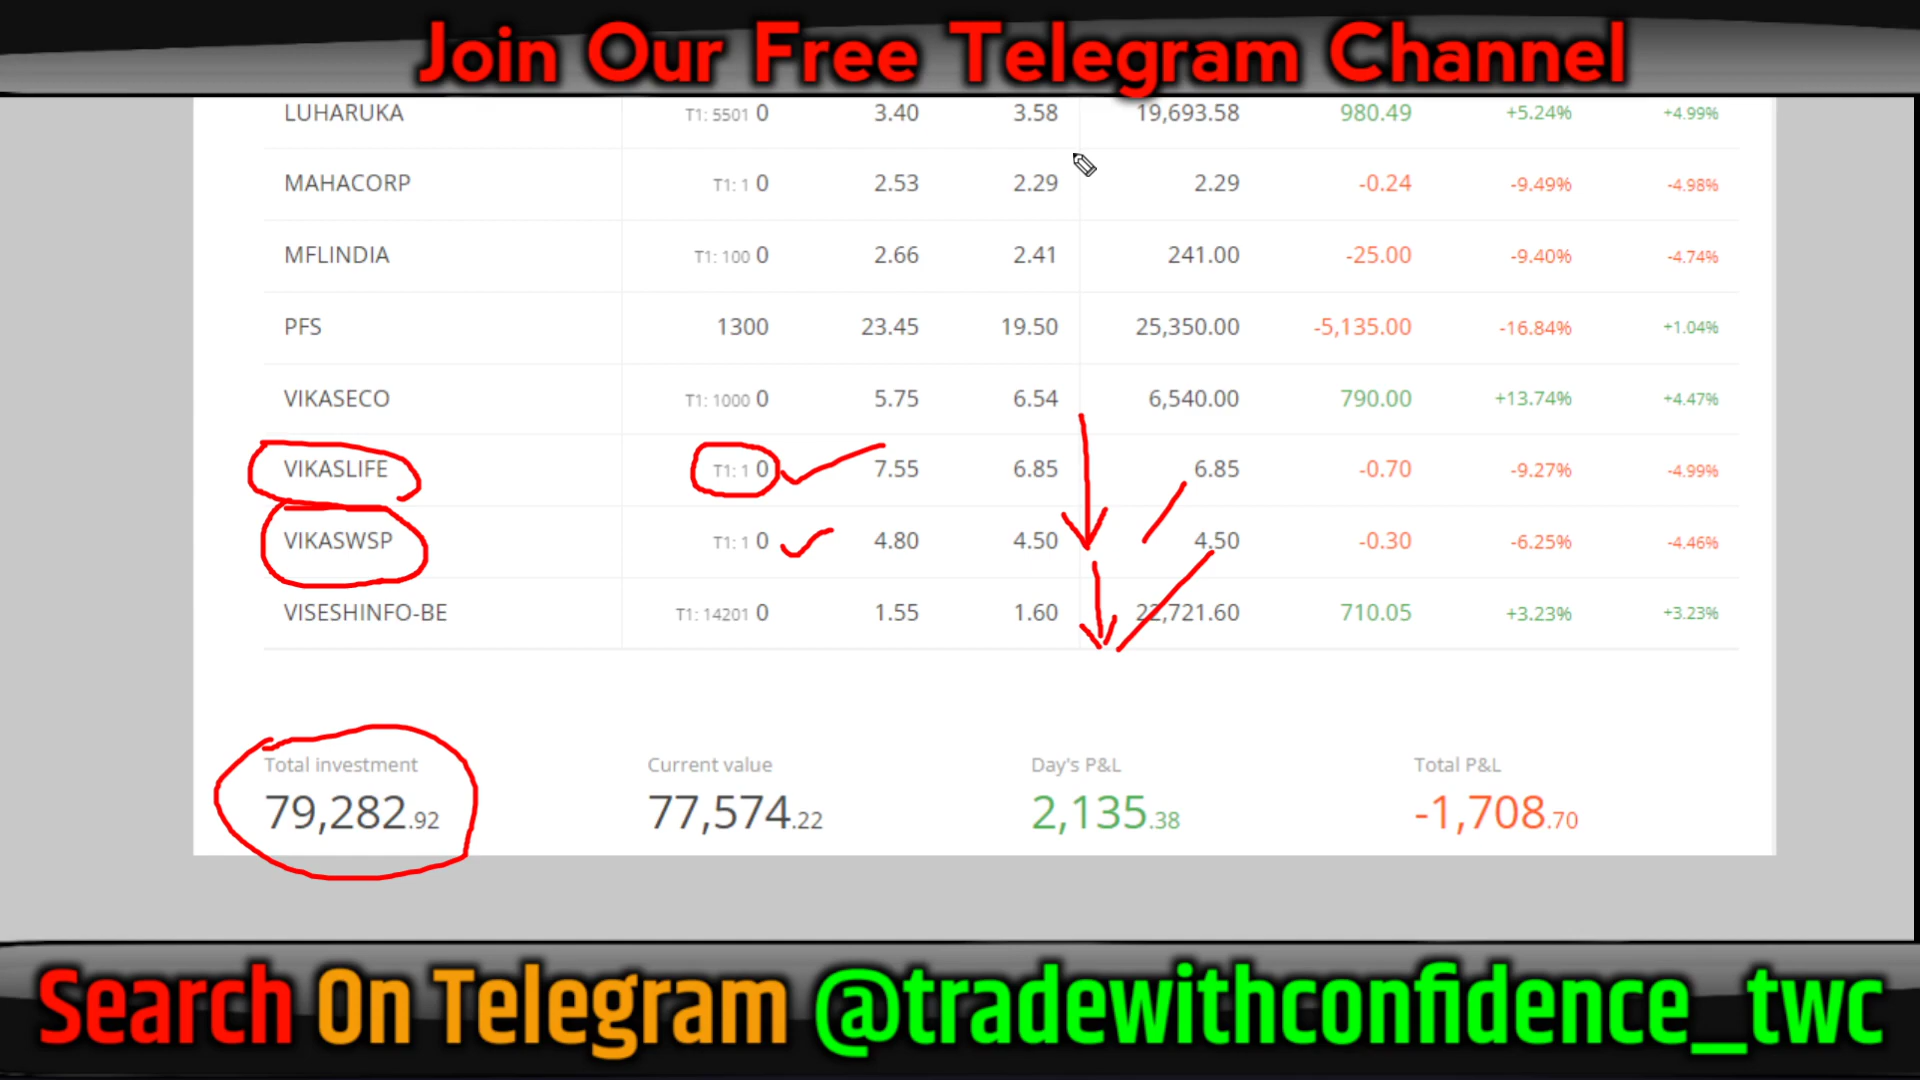 Join Our Free Telegram Channel
LUHARUKA T1: 5501 0 3.40 3.58 19,693.58 980.49 +5.24% +4.99%
MAHACORP T1: 1 0 2.53 2.29 2.29 -0.24 -9.49% -4.98%
MFLINDIA T1: 100 0 2.66 2.41 241.00 -25.00 -9.40% -4.74%
PFS 1300 23.45 19.50 25,350.00 -5,135.00 -16.84% +1.04%
VIKASECO T1: 1000 0 5.75 6.54 6,540.00 790.00 +13.74% +4.47%
VIKASLIFE T1: 1 0 7.55 6.85 6.85 -0.70 -9.27% -4.99%
VIKASWSP T1: 1 0 4.80 4.50 4.50 -0.30 -6.25% -4.46%
VISESHINFO-BE T1: 14201 0 1.55 1.60 22,721.60 710.05 +3.23% +3.23%
Total investment Current value Day's P&L Total P&L
79,282.92 77,574.22 2,135.38 -1,708.70
Search On Telegram @tradewithconfidence_twc